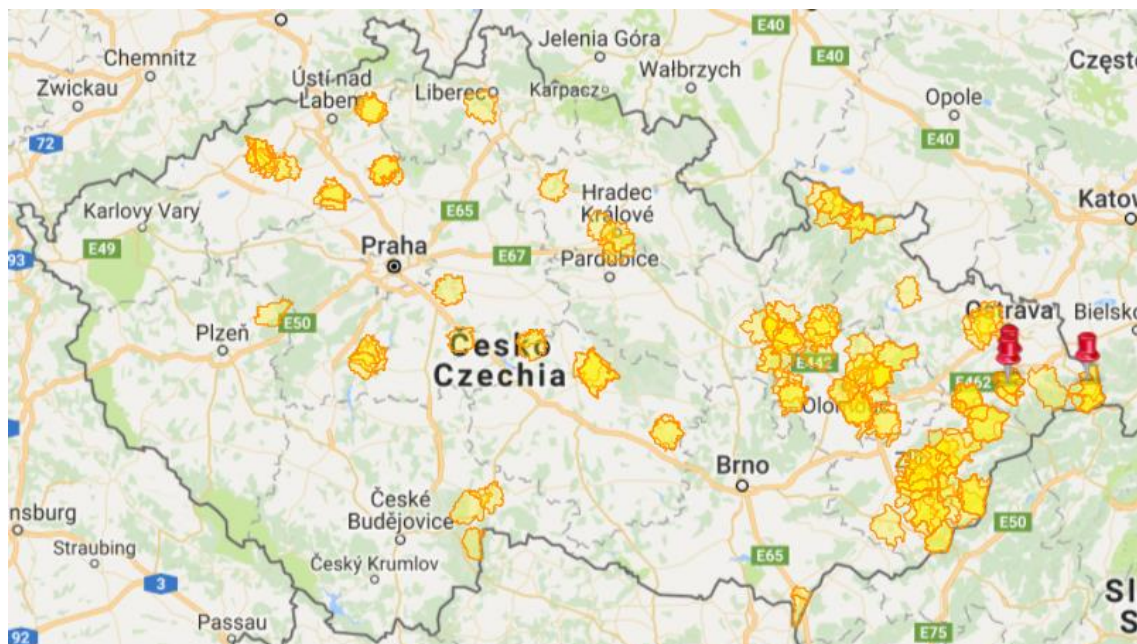 E40
Jelenia Góra
E40
Chemnitz
Często
Zwickau
Ústí nad
Labem
Liberec
Karpacz
Wałbrzych
Opole
72
E40
Karlovy Vary
E65
Hradec
Králové
Katow
E49
93
Praha
E67
Pardubice
Plzeň
E50
Ostrava
Bielsko
Česko
Czechia
E442
E462
Olomouc
Brno
České
Budějovice
nsburg
E50
Straubing
Český Krumlov
E65
3
Sl
S
Passau
92
E75